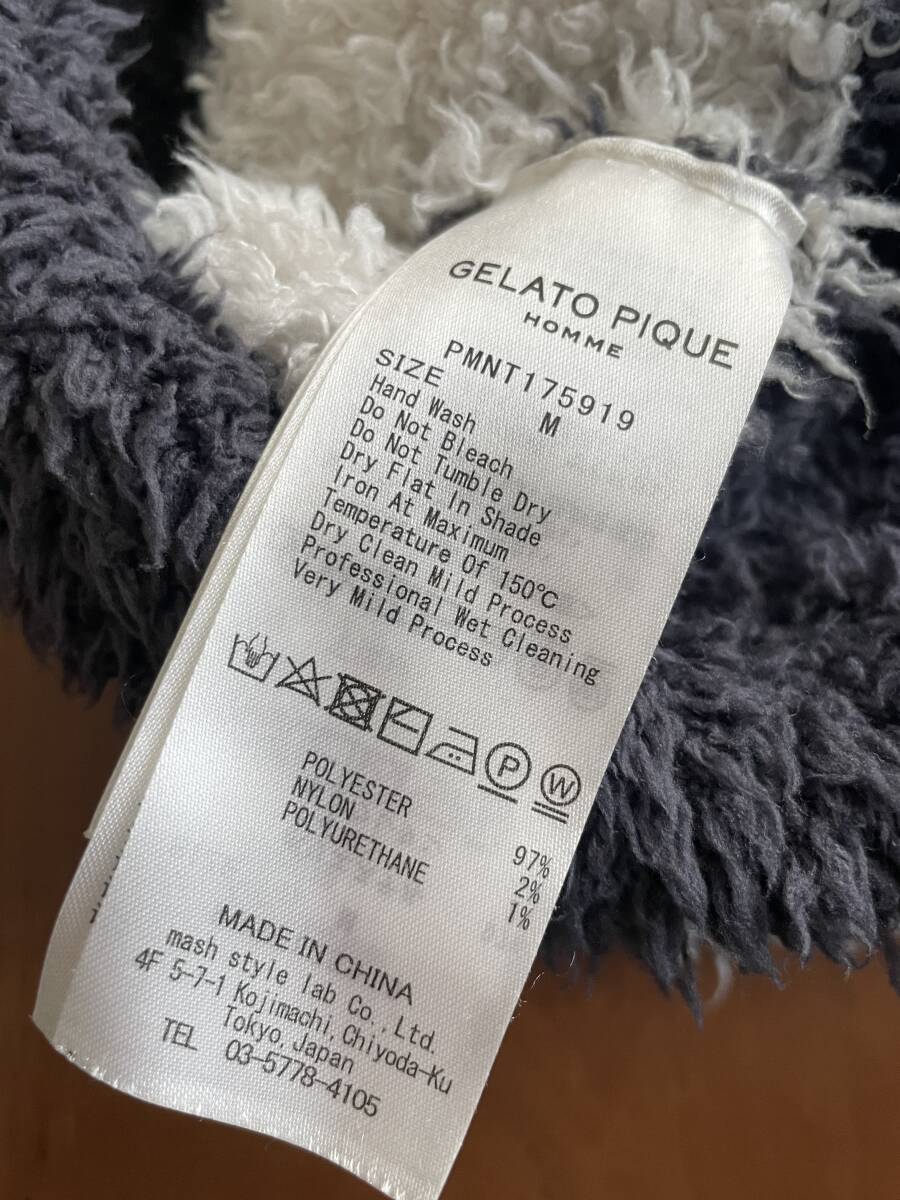 GELATO PIQUE
HOMME
PMNT175919
SIZE M
Hand Wash
Do Not Bleach
Do Not Tumble Dry
Dry Flat In Shade
Iron At Maximum
Temperature Of 150℃
Dry Clean Mild Process
Professional Wet Cleaning
Very Mild Process
P W
POLYESTER 97%
NYLON 2%
POLYURETHANE 1%
MADE IN CHINA
mash style lab Co., Ltd.
4F 5-7-1 Kojimachi, Chiyoda-Ku
Tokyo, Japan
TEL 03-5778-4105